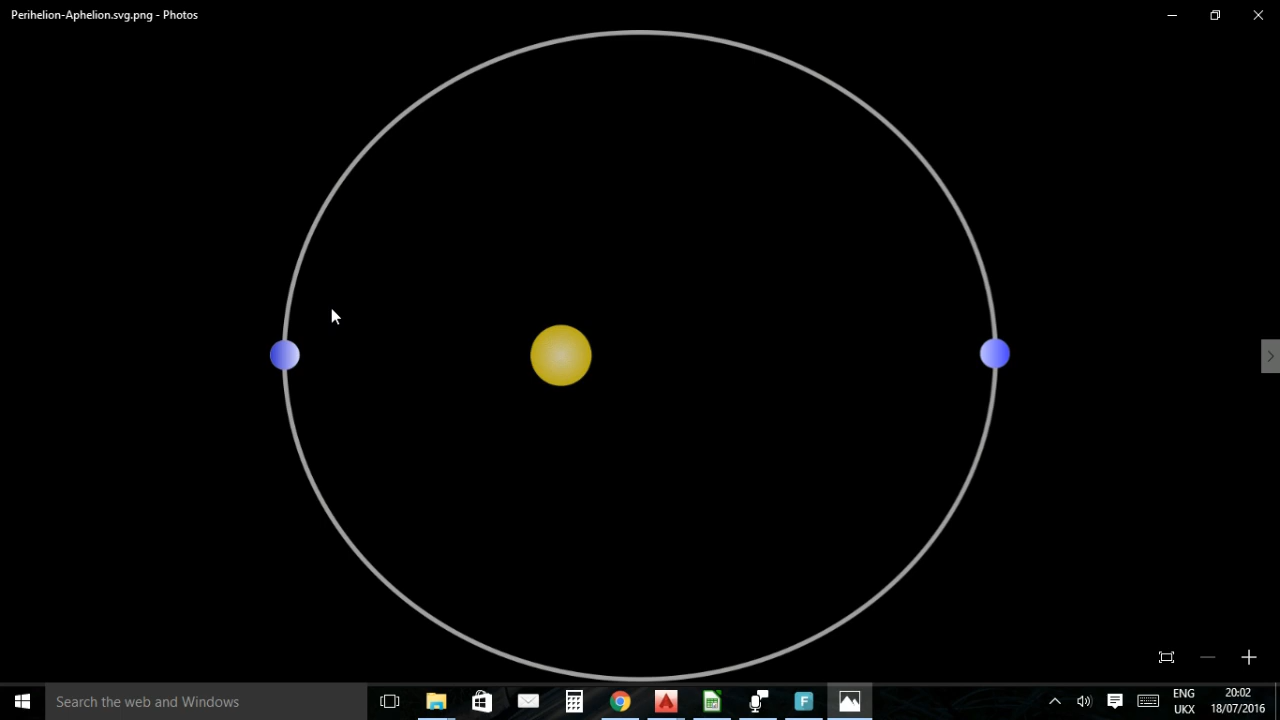 Perihelion-Aphelion.svg.png - Photos
Search the web and Windows
ENG
UKX
20:02
18/07/2016
F